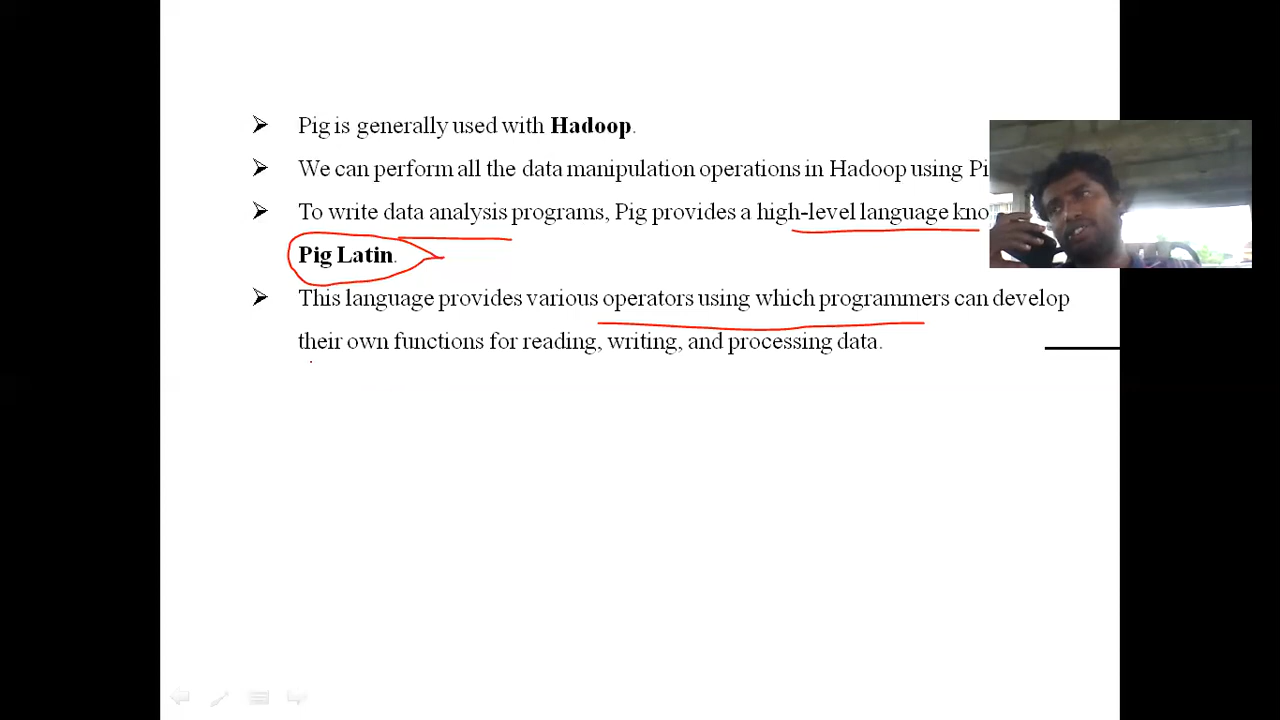 Pig is generally used with Hadoop.
We can perform all the data manipulation operations in Hadoop using
To write data analysis programs, Pig provides a high-level language
Pig Latin.
This language provides various operators using which programmers can develop
their own functions for reading, writing, and processing data.